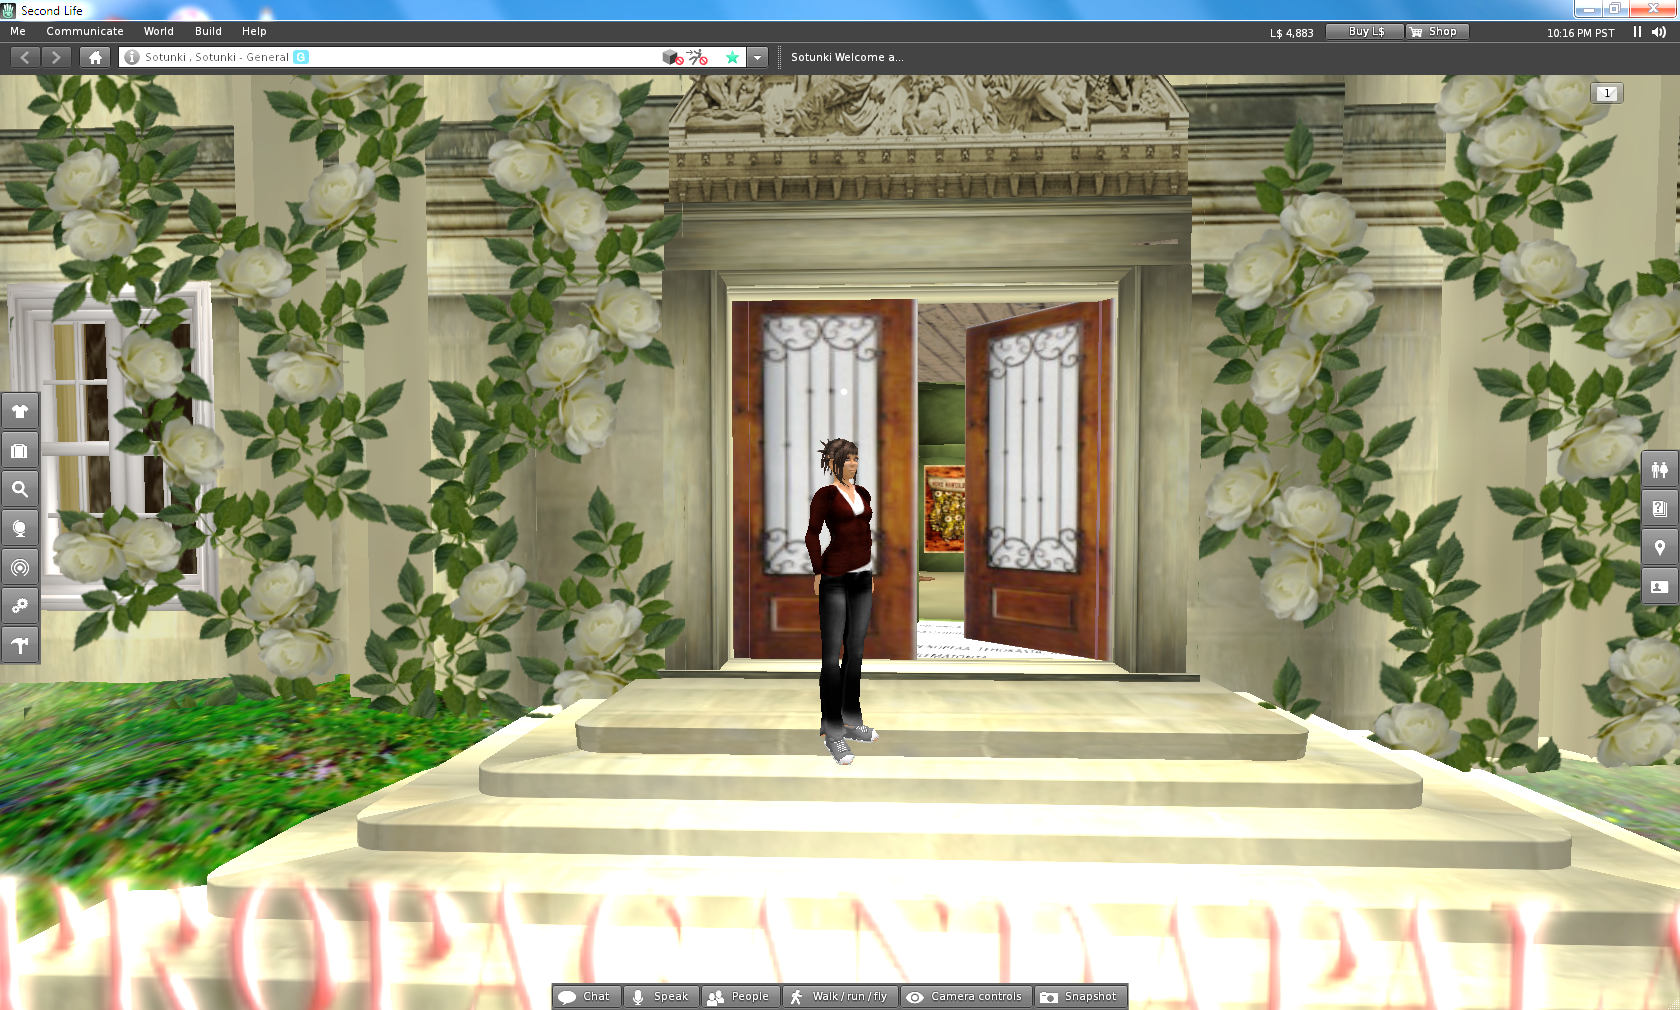 Second Life
Me Communicate World Build Help
L$ 4,883 Buy L$ Shop 10:16 PM PST
Sotunki , Sotunki - General G
Sotunki Welcome a...
1
PROPAGANDAPAL
Chat Speak People Walk / run / fly Camera controls Snapshot